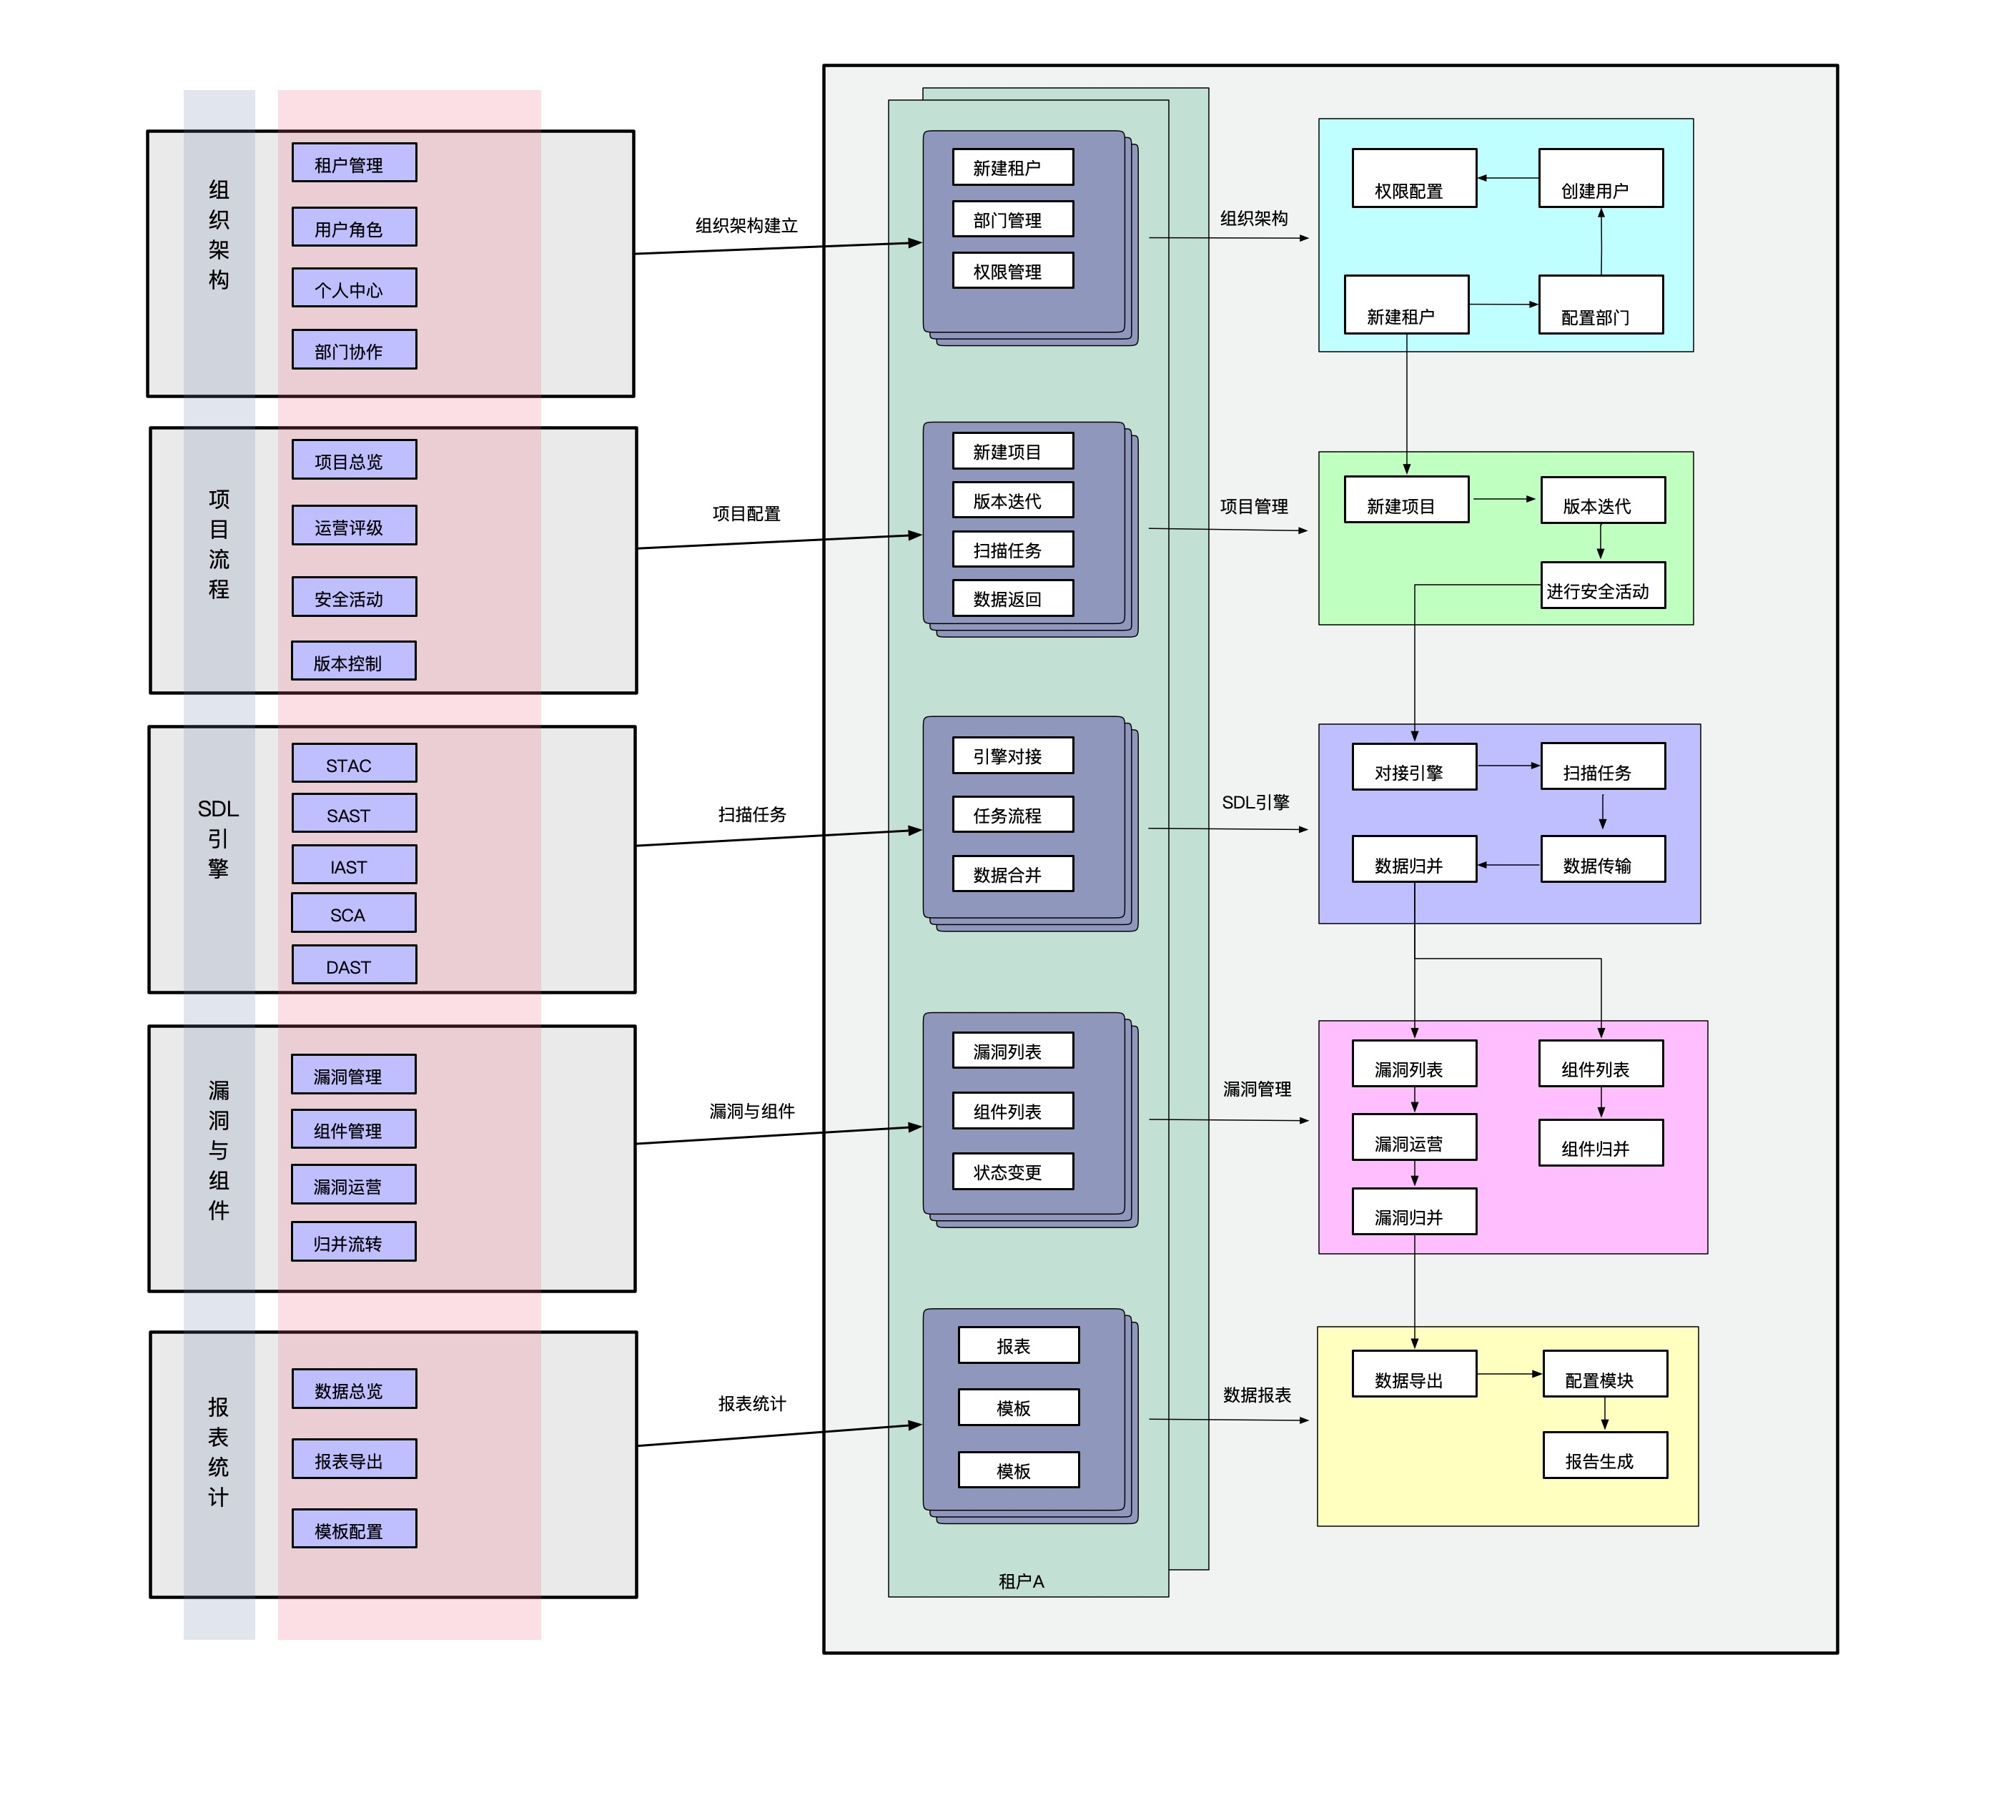 组织架构
租户管理
用户角色
个人中心
部门协作
组织架构建立
新建租户
部门管理
权限管理
组织架构
权限配置
创建用户
新建租户
配置部门
项目流程
项目总览
运营评级
安全活动
版本控制
项目配置
新建项目
版本迭代
扫描任务
数据返回
项目管理
新建项目
版本迭代
进行安全活动
SDL引擎
STAC
SAST
IAST
SCA
DAST
扫描任务
引擎对接
任务流程
数据合并
SDL引擎
对接引擎
扫描任务
数据归并
数据传输
漏洞与组件
漏洞管理
组件管理
漏洞运营
归并流转
漏洞与组件
漏洞列表
组件列表
状态变更
漏洞管理
漏洞列表
组件列表
漏洞运营
组件归并
漏洞归并
报表统计
数据总览
报表导出
模板配置
报表统计
报表
模板
模板
数据报表
数据导出
配置模块
报告生成
租户A